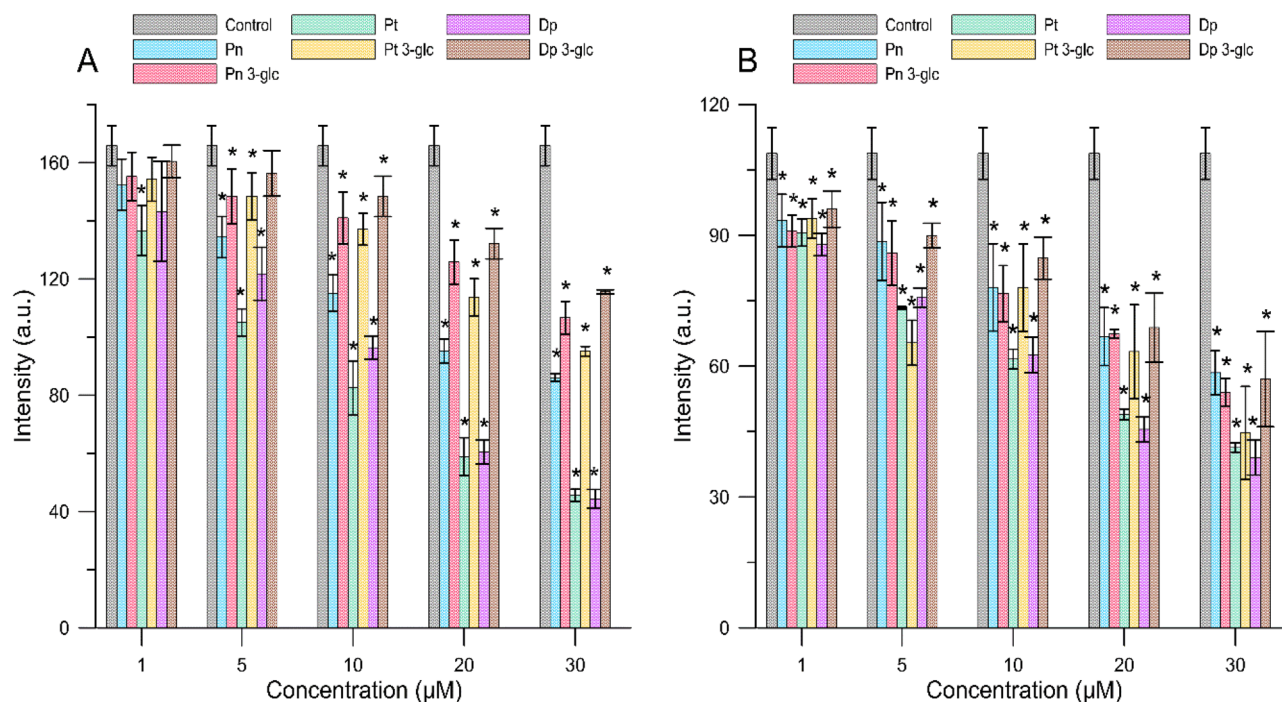 Control Pt Dp
Pn Pt 3-glc Dp 3-glc
Pn 3-glc
A
Intensity (a.u.)
160
120
80
40
0
* * * * * * * * * * * * * * * * * * * * * * * *
1 5 10 20 30
Concentration (µM)
Control Pt Dp
Pn Pt 3-glc Dp 3-glc
Pn 3-glc
B
Intensity (a.u.)
120
90
60
30
0
* * * * * * * * * * * * * * * * * * * * * * * * * * * * * *
1 5 10 20 30
Concentration (µM)